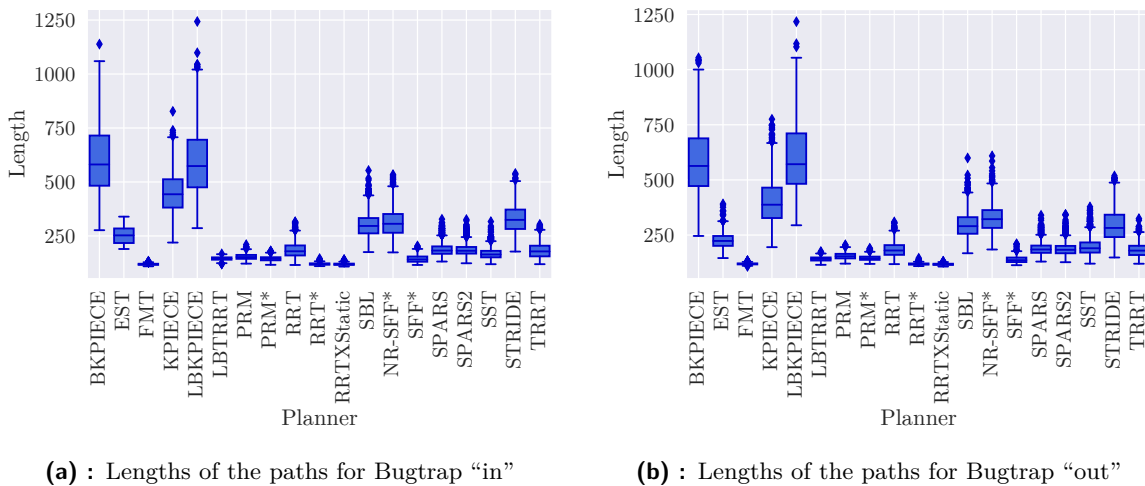 1250
1000
750
500
250
Length
BKPIECE
EST
FMT
KPIECE
LBKPIECE
LBTRRT
PRM
PRM*
RRT
RRT*
RRTXStatic
SBL
NR-SFF*
SFF*
SPARS
SPARS2
SST
STRIDE
TRRT
Planner
(a) : Lengths of the paths for Bugtrap “in”
1250
1000
750
500
250
Length
BKPIECE
EST
FMT
KPIECE
LBKPIECE
LBTRRT
PRM
PRM*
RRT
RRT*
RRTXStatic
SBL
NR-SFF*
SFF*
SPARS
SPARS2
SST
STRIDE
TRRT
Planner
(b) : Lengths of the paths for Bugtrap “out”